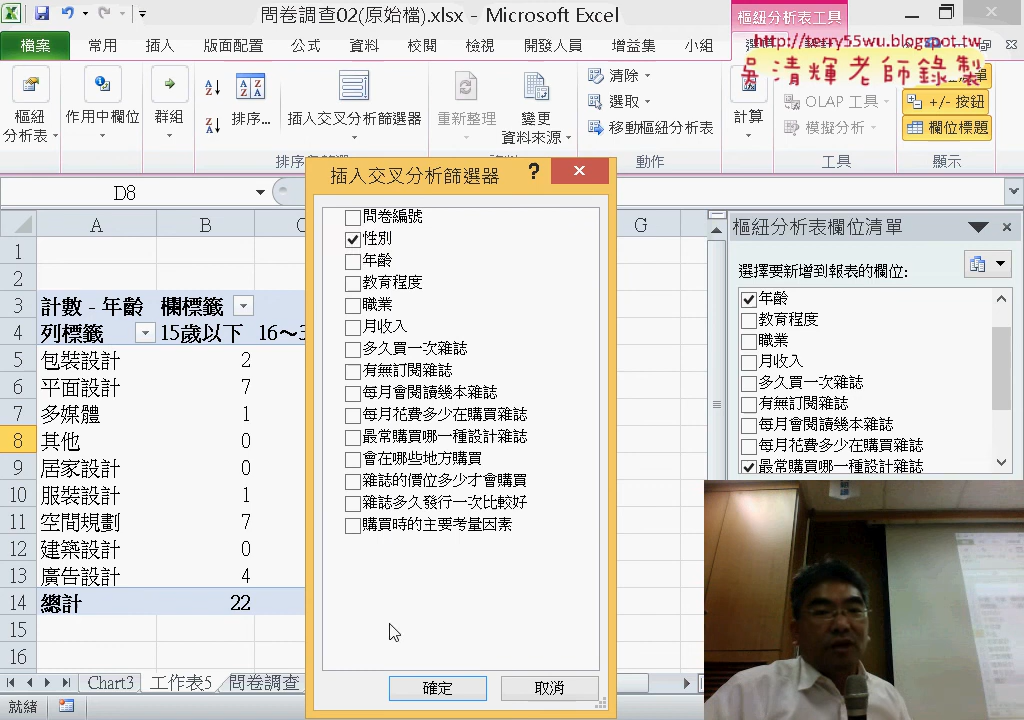 問卷調查02(原始檔).xlsx - Microsoft Excel
樞紐分析表工具
檔案 常用 插入 版面配置 公式 資料 校閱 檢視 開發人員 增益集 小組
http://terry55wu.blogspot.tw
吳清輝老師錄製
樞紐分析表
作用中欄位
群組
排序...
插入交叉分析篩選器
重新整理
變更資料來源
清除
選取
移動樞紐分析表
計算
OLAP 工具
模擬分析
+/- 按鈕
欄位標題
資料
動作
工具
顯示
D8
A B C G
1
2
3 計數 - 年齡 欄標籤
4 列標籤 15歲以下 16～3
5 包裝設計 2
6 平面設計 7
7 多媒體 1
8 其他 0
9 居家設計 0
10 服裝設計 1
11 空間規劃 7
12 建築設計 0
13 廣告設計 4
14 總計 22
15
16
Chart3 工作表5 問卷調查
就緒
插入交叉分析篩選器 ?
問卷編號
性別
年齡
教育程度
職業
月收入
多久買一次雜誌
有無訂閱雜誌
每月會閱讀幾本雜誌
每月花費多少在購買雜誌
最常購買哪一種設計雜誌
會在哪些地方購買
雜誌的價位多少才會購買
雜誌多久發行一次比較好
購買時的主要考量因素
確定 取消
樞紐分析表欄位清單
選擇要新增到報表的欄位:
年齡
教育程度
職業
月收入
多久買一次雜誌
有無訂閱雜誌
每月會閱讀幾本雜誌
每月花費多少在購買雜誌
最常購買哪一種設計雜誌